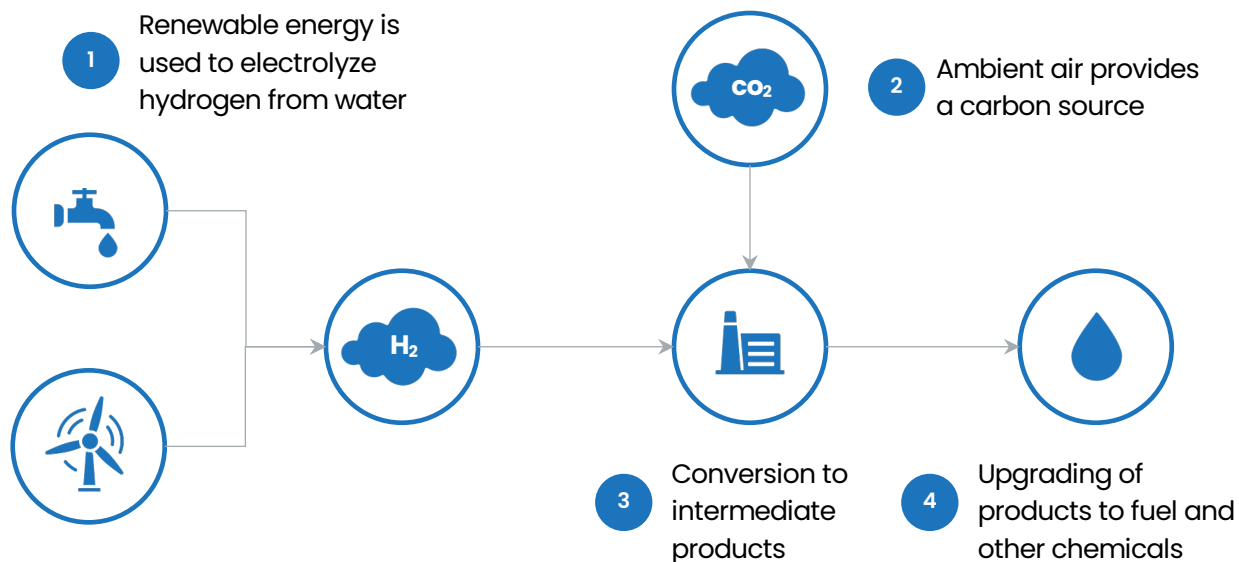 1
Renewable energy is
used to electrolyze
hydrogen from water
CO₂
2
Ambient air provides
a carbon source
H₂
3
Conversion to
intermediate
products
4
Upgrading of
products to fuel and
other chemicals